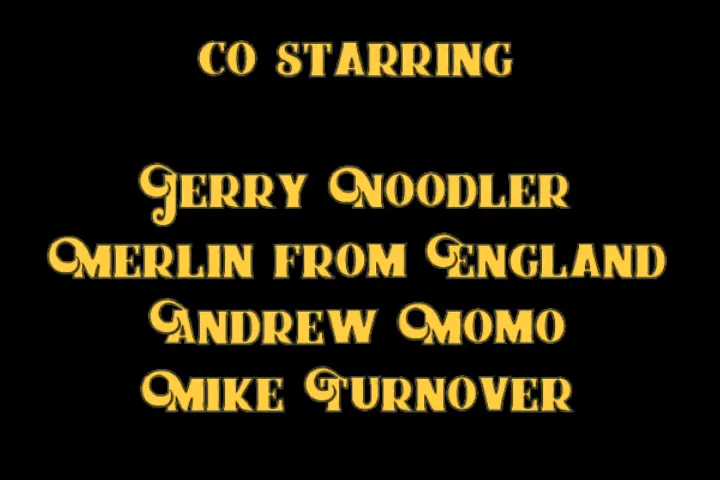 CO STARRING
JERRY NOODLER
MERLIN FROM ENGLAND
ANDREW MOMO
MIKE TURNOVER